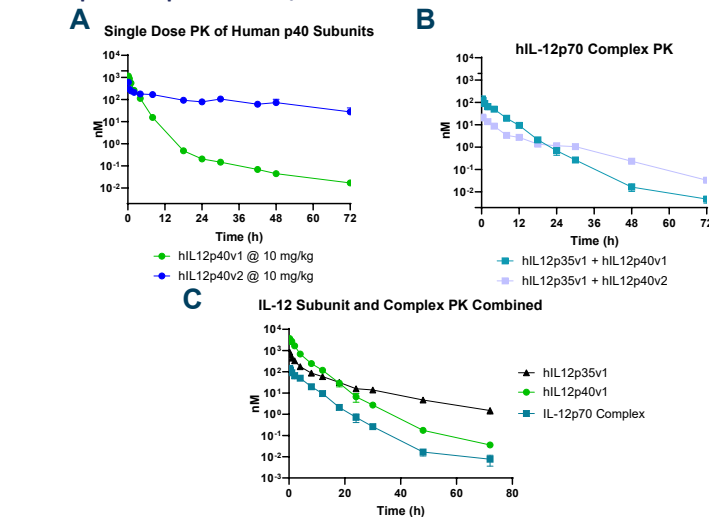 A
Single Dose PK of Human p40 Subunits
10⁴
10³
10²
10¹
10⁰
10⁻¹
10⁻²
nM
0 12 24 36 48 60 72
Time (h)
hIL12p40v1 @ 10 mg/kg
hIL12p40v2 @ 10 mg/kg
B
hIL-12p70 Complex PK
10⁴
10³
10²
10¹
10⁰
10⁻¹
10⁻²
nM
0 12 24 36 48 60 72
Time (h)
hIL12p35v1 + hIL12p40v1
hIL12p35v1 + hIL12p40v2
C
IL-12 Subunit and Complex PK Combined
10⁴
10³
10²
10¹
10⁰
10⁻¹
10⁻²
10⁻³
nM
0 20 40 60 80
Time (h)
hIL12p35v1
hIL12p40v1
IL-12p70 Complex